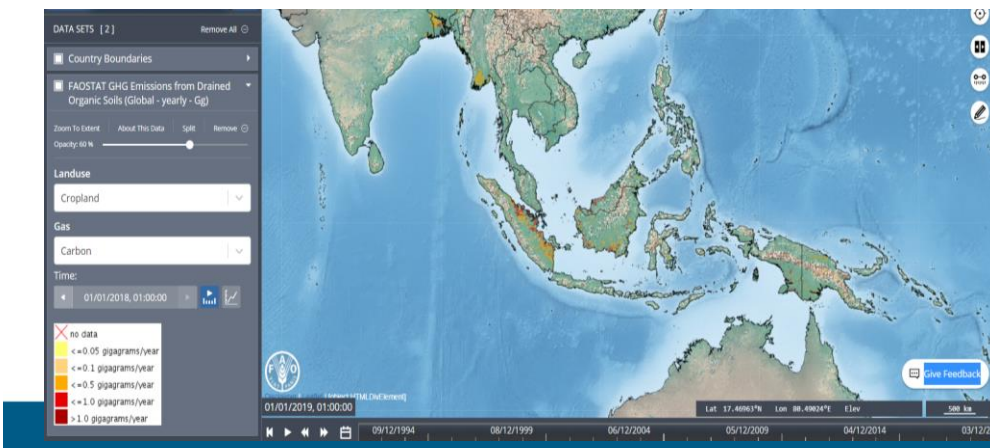 DATA SETS [ 2 ] Remove All
Country Boundaries
FAOSTAT GHG Emissions from Drained
Organic Soils (Global - yearly - Gg)
Zoom To Extent About This Data Split Remove
Opacity: 60 %
Landuse
Cropland
Gas
Carbon
Time:
01/01/2018, 01:00:00
no data
<=0.05 gigagrams/year
<=0.1 gigagrams/year
<=0.5 gigagrams/year
<=1.0 gigagrams/year
>1.0 gigagrams/year
F A O
HTMLDivElement]
Give Feedback
01/01/2019, 01:00:00
Lat 17.46963°N Lon 80.49024°E Elev
500 km
09/12/1994 08/12/1999 06/12/2004 05/12/2009 04/12/2014 03/12/2